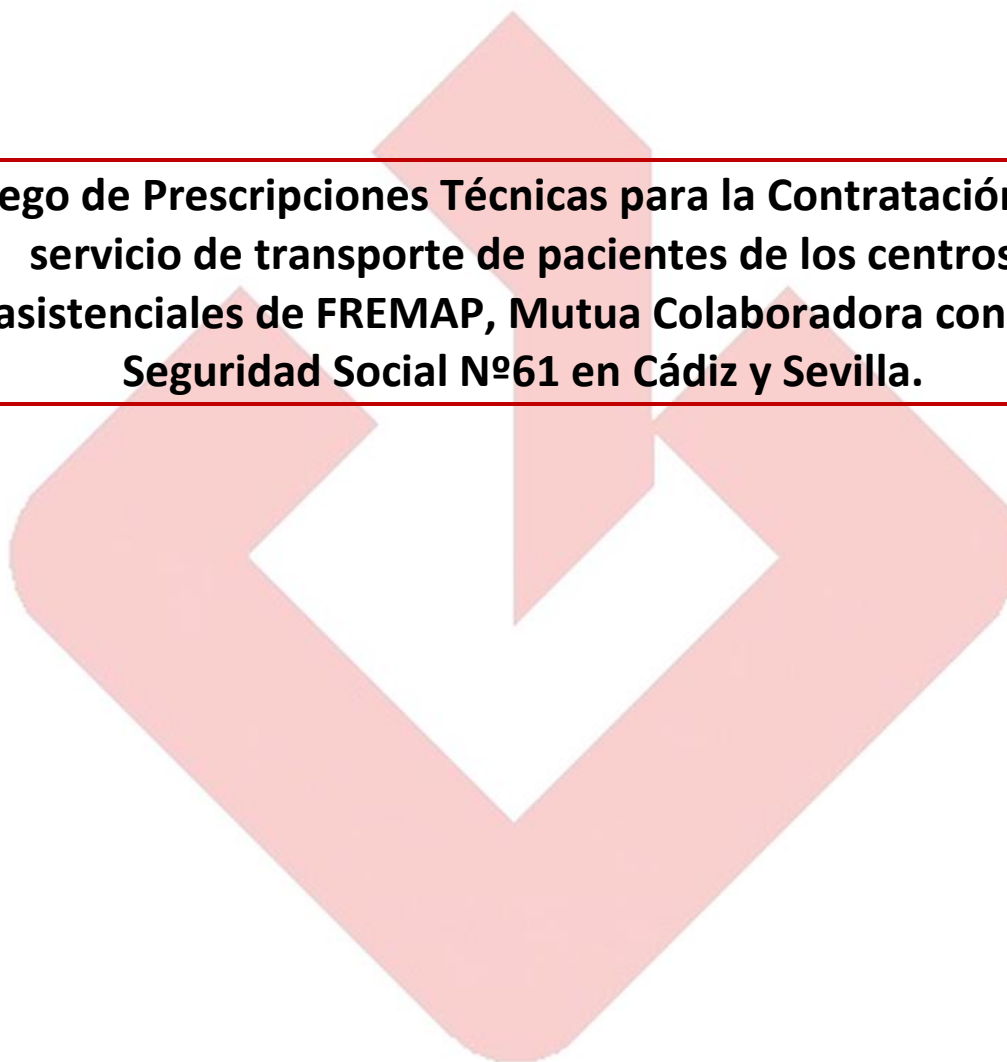 ego de Prescripciones Técnicas para la Contratación
servicio de transporte de pacientes de los centros
asistenciales de FREMAP, Mutua Colaboradora con
Seguridad Social Nº61 en Cádiz y Sevilla.